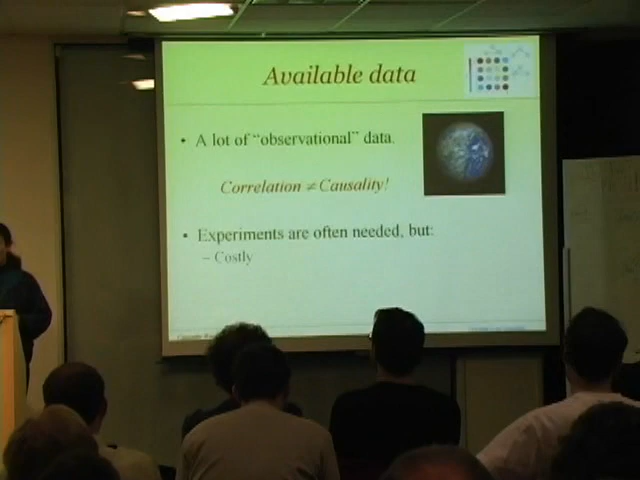 Available data
• A lot of "observational" data.
Correlation ≠ Causality!
• Experiments are often needed, but:
– Costly